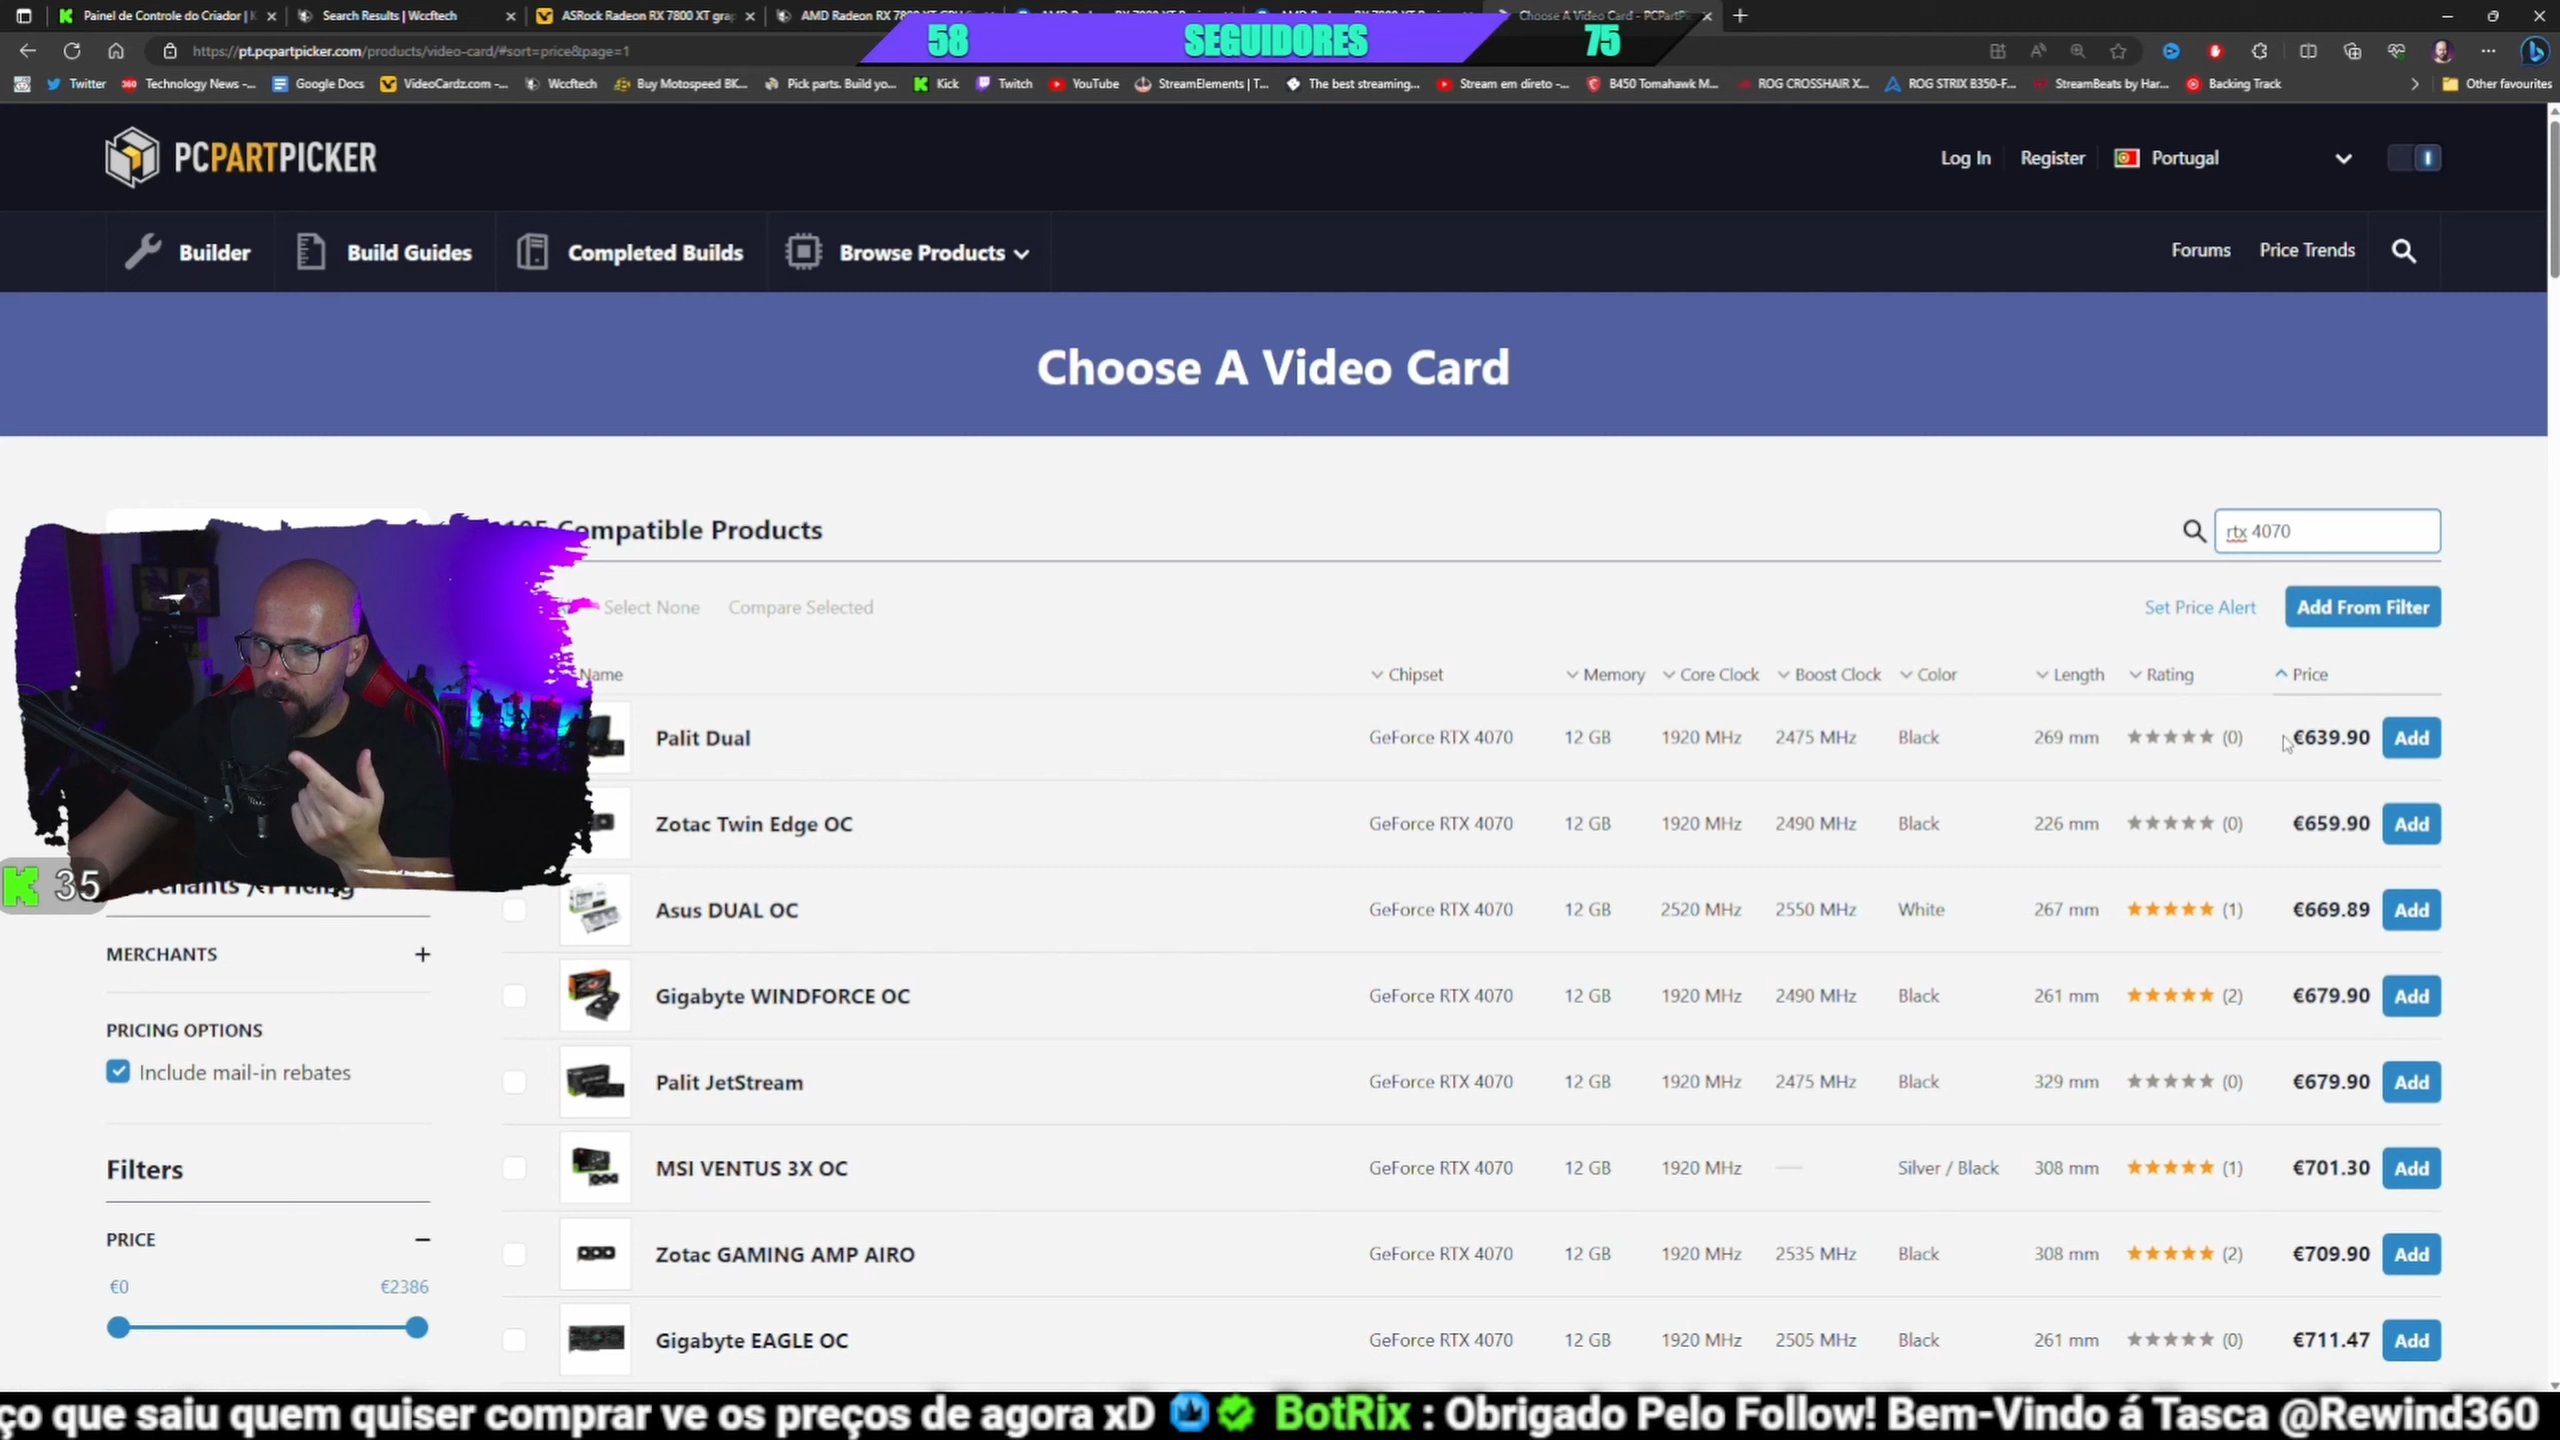 Painel de Controle do Criador | K
Search Results | Wccftech
ASRock Radeon RX 7800 XT grap
Choose A Video Card - PCPartPi
https://pt.pcpartpicker.com/products/video-card/#sort=price&page=1
58
SEGUIDORES
75
Twitter
Technology News -...
Google Docs
VideoCardz.com -...
Wccftech
Buy Motospeed BK...
Pick parts. Build yo...
Kick
Twitch
YouTube
StreamElements | T...
The best streaming...
Stream em direto -...
B450 Tomahawk M...
ROG CROSSHAIR X...
ROG STRIX B350-F...
StreamBeats by Har...
Backing Track
Other favourites
PCPARTPICKER
Log In
Register
Portugal
Builder
Build Guides
Completed Builds
Browse Products
Forums
Price Trends
Choose A Video Card
Compatible Products
rtx 4070
Select None
Compare Selected
Set Price Alert
Add From Filter
Name
Chipset
Memory
Core Clock
Boost Clock
Color
Length
Rating
Price
Palit Dual GeForce RTX 4070 12 GB 1920 MHz 2475 MHz Black 269 mm (0) €639.90 Add
Zotac Twin Edge OC GeForce RTX 4070 12 GB 1920 MHz 2490 MHz Black 226 mm (0) €659.90 Add
Asus DUAL OC GeForce RTX 4070 12 GB 2520 MHz 2550 MHz White 267 mm (1) €669.89 Add
Gigabyte WINDFORCE OC GeForce RTX 4070 12 GB 1920 MHz 2490 MHz Black 261 mm (2) €679.90 Add
Palit JetStream GeForce RTX 4070 12 GB 1920 MHz 2475 MHz Black 329 mm (0) €679.90 Add
MSI VENTUS 3X OC GeForce RTX 4070 12 GB 1920 MHz — Silver / Black 308 mm (1) €701.30 Add
Zotac GAMING AMP AIRO GeForce RTX 4070 12 GB 1920 MHz 2535 MHz Black 308 mm (2) €709.90 Add
Gigabyte EAGLE OC GeForce RTX 4070 12 GB 1920 MHz 2505 MHz Black 261 mm (0) €711.47 Add
K 35
MERCHANTS
PRICING OPTIONS
Include mail-in rebates
Filters
PRICE
€0
€2386
ço que saiu quem quiser comprar ve os preços de agora xD BotRix : Obrigado Pelo Follow! Bem-Vindo á Tasca @Rewind360